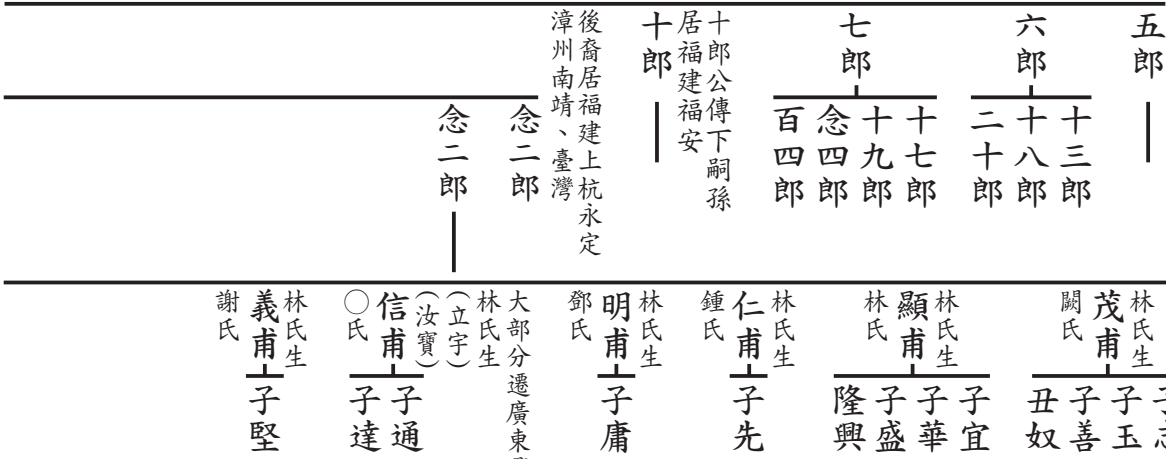 五郎
六郎
十三郎
十八郎
二十郎
七郎
十七郎
十九郎
念四郎
百四郎
十郎公傳下嗣孫
居福建福安
十郎
後裔居福建上杭永定
漳州南靖、臺灣
念二郎
念二郎
林氏
茂甫
闕氏
子玉
子善
丑奴
林氏生
顯甫
林氏
子宜
子華
子盛
隆興
林氏生
仁甫
鍾氏
子先
林氏生
明甫
鄧氏
子庸
大部分遷廣東
林氏生
(立宇)
(汝寶)
信甫
○氏
子通
子達
林氏生
義甫
謝氏
子堅